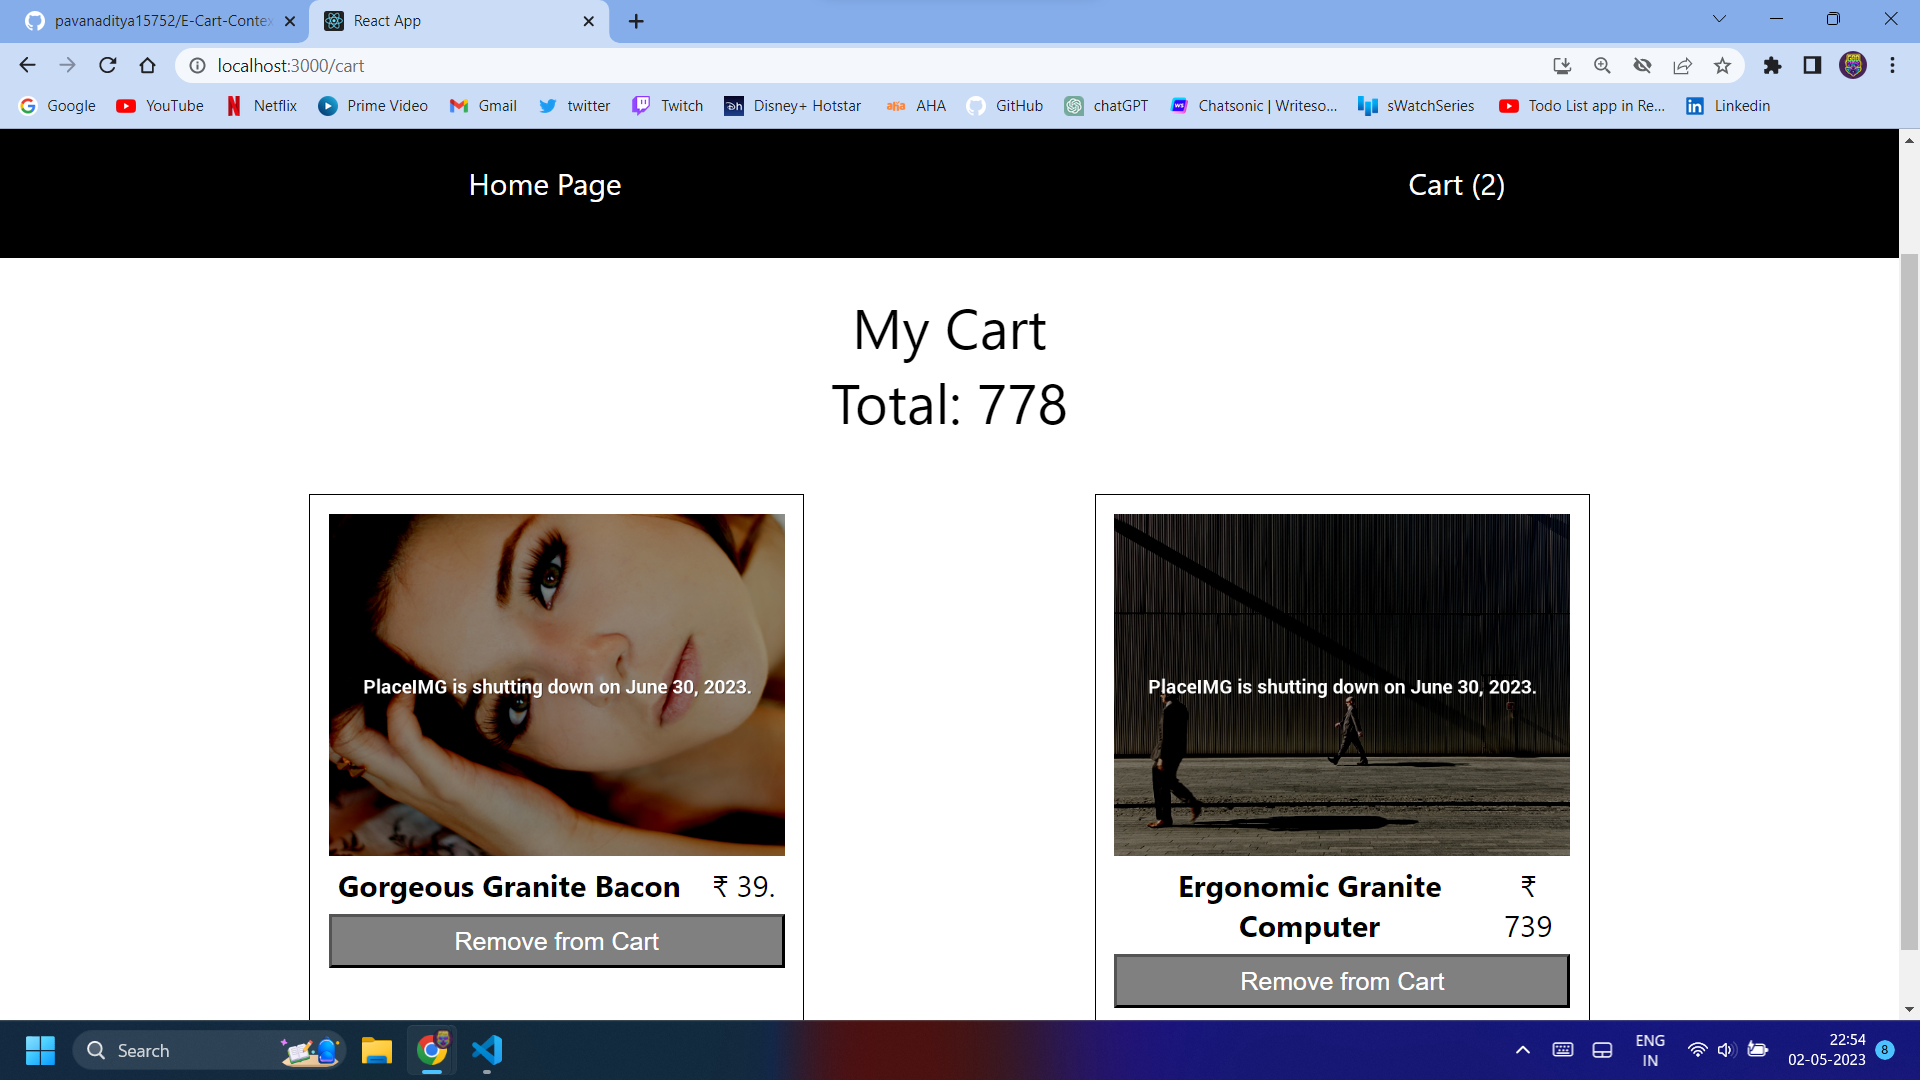 pavanaditya15752/E-Cart-Contex
React App
localhost:3000/cart
Google YouTube Netflix Prime Video Gmail twitter Twitch Disney+ Hotstar AHA GitHub chatGPT Chatsonic | Writeso... sWatchSeries Todo List app in Re... Linkedin
Home Page
Cart (2)
My Cart
Total: 778
PlaceIMG is shutting down on June 30, 2023.
Gorgeous Granite Bacon ₹ 39.
Remove from Cart
PlaceIMG is shutting down on June 30, 2023.
Ergonomic Granite ₹
Computer 739
Remove from Cart
Search
ENG
IN
22:54
02-05-2023
8